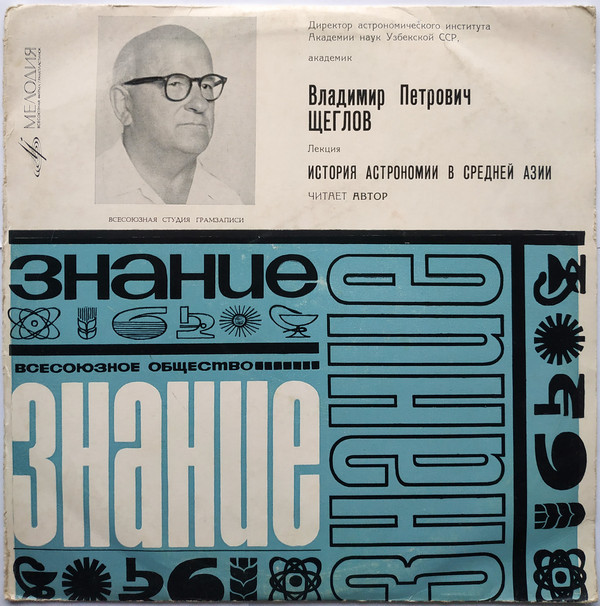 Директор астрономического института
Академии наук Узбекской ССР,
академик
Владимир Петрович
ЩЕГЛОВ
Лекция
ИСТОРИЯ АСТРОНОМИИ В СРЕДНЕЙ АЗИИ
ЧИТАЕТ АВТОР
МЕЛОДИЯ
ВСЕСОЮЗНАЯ СТУДИЯ ГРАМЗАПИСИ
знание
ВСЕСОЮЗНОЕ ОБЩЕСТВО
знание
знание